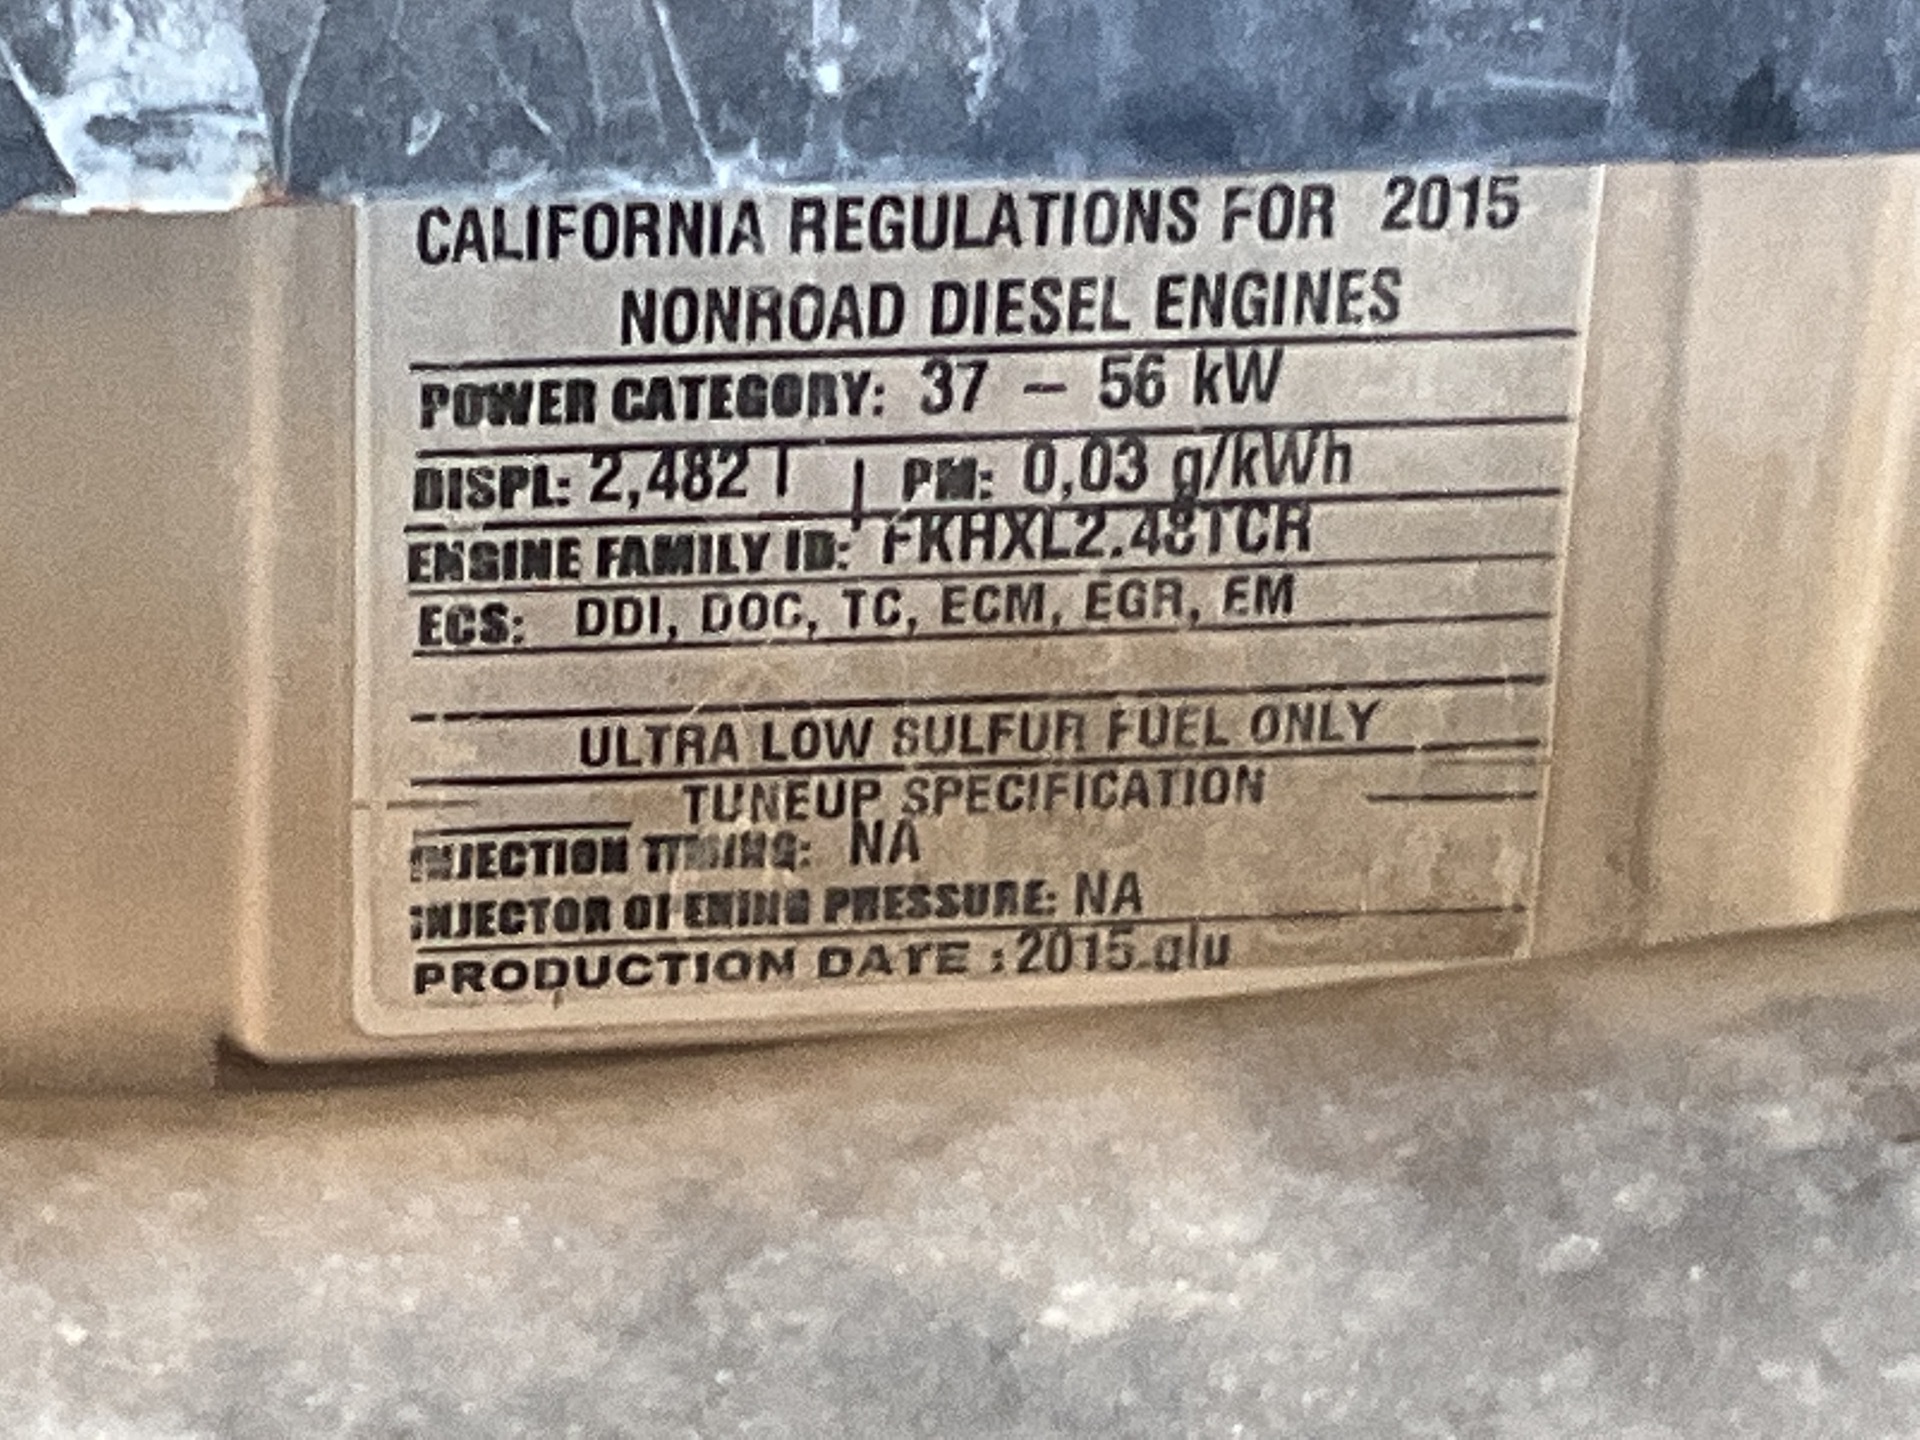 CALIFORNIA REGULATIONS FOR 2015
NONROAD DIESEL ENGINES
POWER CATEGORY: 37 – 56 kW
DISPL: 2,482 l | PM: 0,03 g/kWh
ENGINE FAMILY ID: FKHXL2.48TCR
ECS: DDI, DOC, TC, ECM, EGR, EM
ULTRA LOW SULFUR FUEL ONLY
TUNEUP SPECIFICATION
INJECTION TIMING: NA
INJECTOR OPENING PRESSURE: NA
PRODUCTION DATE : 2015